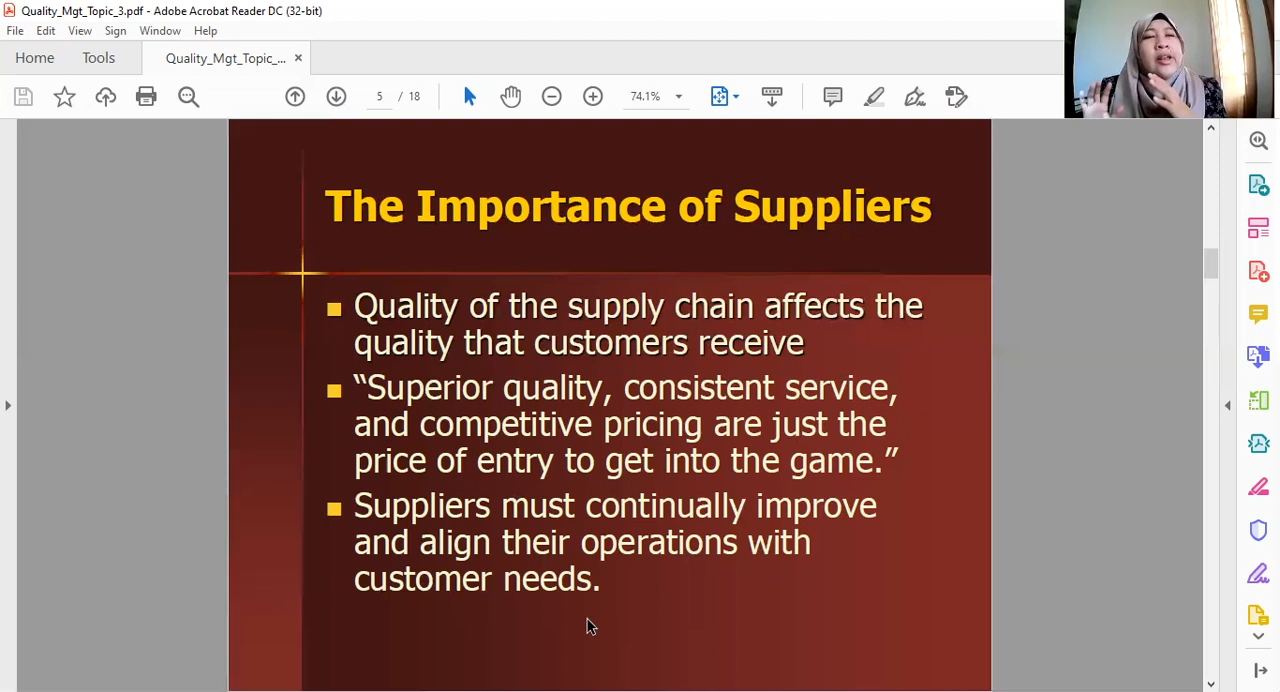 Quality_Mgt_Topic_3.pdf - Adobe Acrobat Reader DC (32-bit)
File Edit View Sign Window Help
Home Tools Quality_Mgt_Topic_... ×
5 / 18 74.1%
The Importance of Suppliers
Quality of the supply chain affects the
quality that customers receive
“Superior quality, consistent service,
and competitive pricing are just the
price of entry to get into the game.”
Suppliers must continually improve
and align their operations with
customer needs.